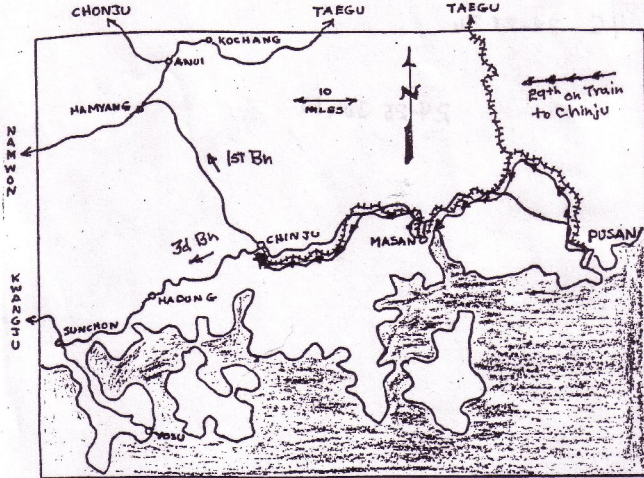 CHONJU
TAEGU
TAEGU
KOCHANG
ANUI
HAMYANG
10
MILES
N
29th on Train
to Chinju
NAMWON
1ST Bn
3d Bn
CHINJU
MASAN
PUSAN
HADONG
KWANGJU
SUNCHON
YOSU